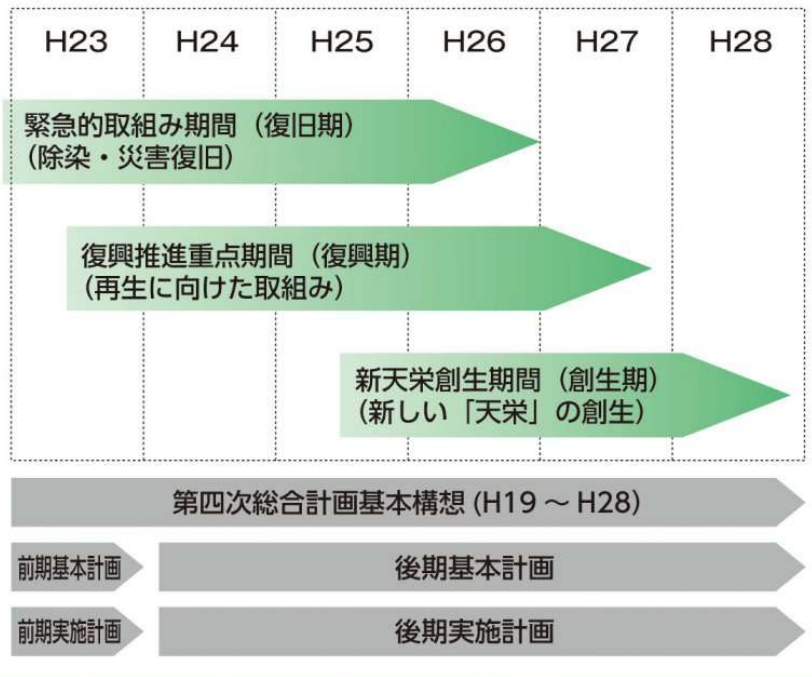 H23 H24 H25 H26 H27 H28
緊急的取組み期間（復旧期）
（除染・災害復旧）
復興推進重点期間（復興期）
（再生に向けた取組み）
新天栄創生期間（創生期）
（新しい「天栄」の創生）
第四次総合計画基本構想 (H19 ～ H28)
前期基本計画 後期基本計画
前期実施計画 後期実施計画